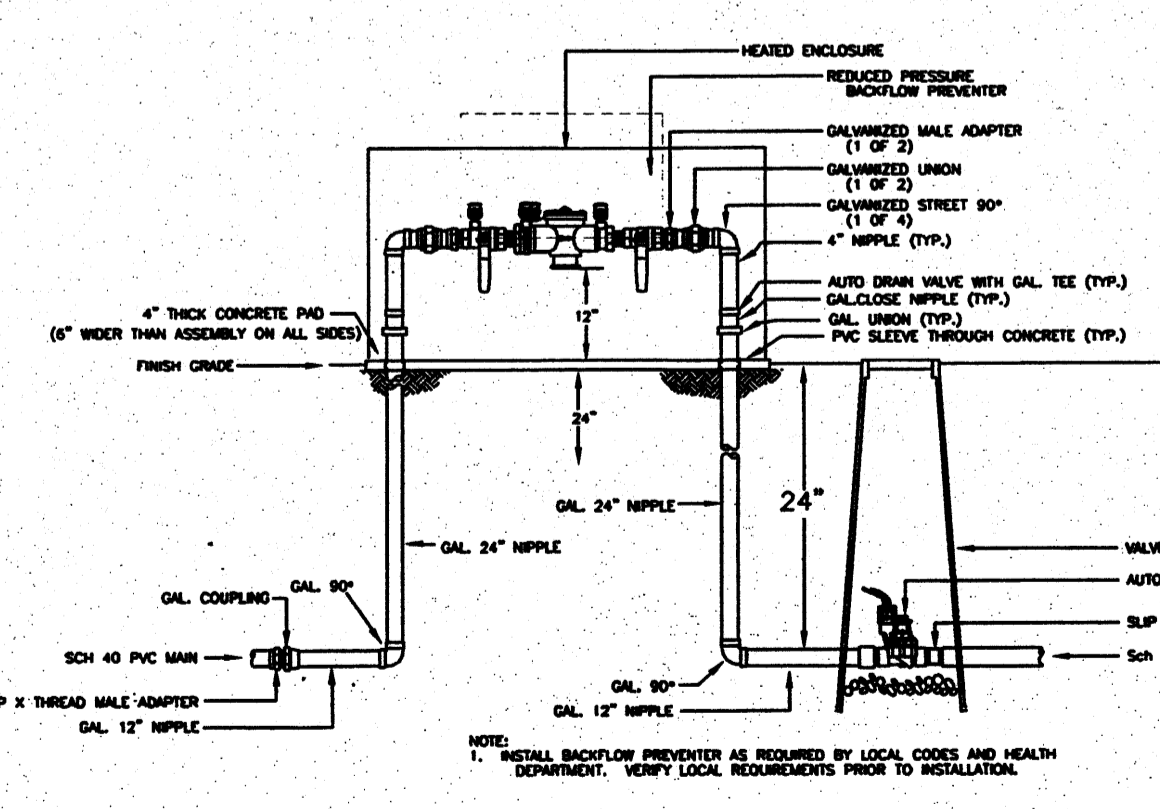 HEATED ENCLOSURE
REDUCED PRESSURE
BACKFLOW PREVENTER
GALVANIZED MALE ADAPTER
(1 OF 2)
GALVANIZED UNION
(1 OF 2)
GALVANIZED STREET 90°
(1 OF 4)
4" NIPPLE (TYP.)
AUTO DRAIN VALVE WITH GAL. TEE (TYP.)
GAL.CLOSE NIPPLE (TYP.)
GAL. UNION (TYP.)
PVC SLEEVE THROUGH CONCRETE (TYP.)
4" THICK CONCRETE PAD
(6" WIDER THAN ASSEMBLY ON ALL SIDES)
12"
FINISH GRADE
24"
24"
GAL. 24" NIPPLE
GAL. 24" NIPPLE
GAL. 90°
GAL. COUPLING
SCH 40 PVC MAIN
P X THREAD MALE ADAPTER
GAL. 12" NIPPLE
GAL. 90°
GAL. 12" NIPPLE
VALV
AUTO
SLIP
Sch
NOTE:
1. INSTALL BACKFLOW PREVENTER AS REQUIRED BY LOCAL CODES AND HEALTH
DEPARTMENT. VERIFY LOCAL REQUIREMENTS PRIOR TO INSTALLATION.